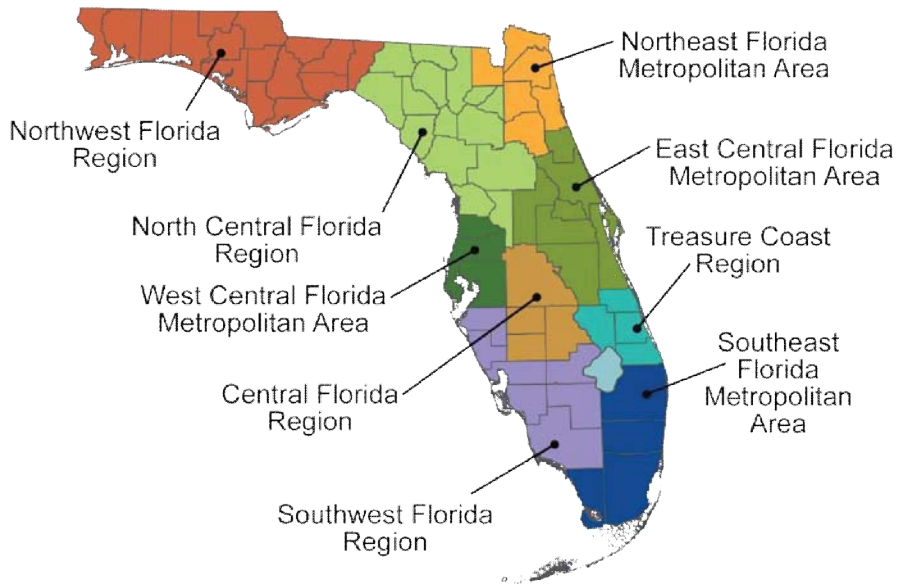 Northeast Florida
Metropolitan Area
Northwest Florida
Region
East Central Florida
Metropolitan Area
North Central Florida
Region
Treasure Coast
Region
West Central Florida
Metropolitan Area
Southeast
Florida
Metropolitan
Area
Central Florida
Region
Southwest Florida
Region